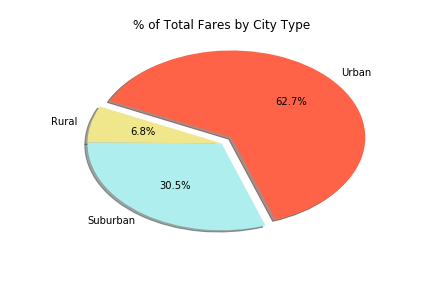 % of Total Fares by City Type
Urban
62.7%
Rural
6.8%
30.5%
Suburban